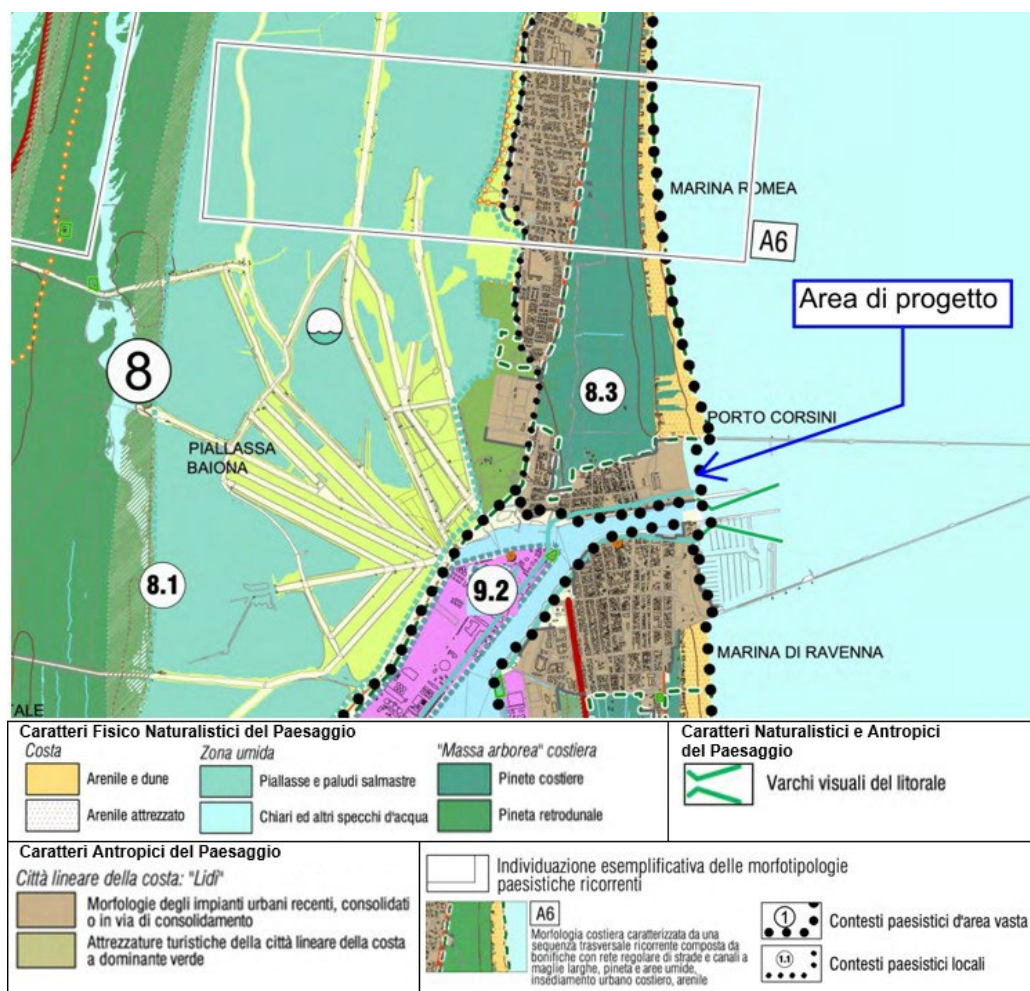 MARINA ROMEA
A6
Area di progetto
8
8.3
PORTO CORSINI
PIALLASSA
BAIONA
8.1
9.2
MARINA DI RAVENNA
ALE
Caratteri Fisico Naturalistici del Paesaggio
Costa
Arenile e dune
Arenile attrezzato
Zona umida
Piallasse e paludi salmastre
Chiari ed altri specchi d'acqua
"Massa arborea" costiera
Pinete costiere
Pineta retrodunale
Caratteri Naturalistici e Antropici
del Paesaggio
Varchi visuali del litorale
Caratteri Antropici del Paesaggio
Città lineare della costa: "Lidi"
Morfologie degli impianti urbani recenti, consolidati
o in via di consolidamento
Attrezzature turistiche della città lineare della costa
a dominante verde
Individuazione esemplificativa delle morfotipologie
paesistiche ricorrenti
A6
Morfologia costiera caratterizzata da una
sequenza trasversale ricorrente composta da
bonifiche con rete regolare di strade e canali a
maglie larghe, pineta e aree umide,
insediamento urbano costiero, arenile
1
Contesti paesistici d'area vasta
1.1
Contesti paesistici locali